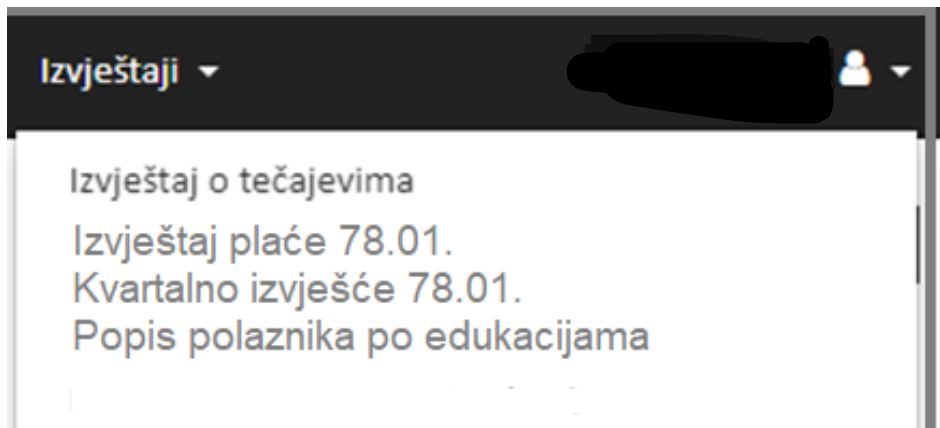 Izvještaji
Izvještaj o tečajevima
Izvještaj plaće 78.01.
Kvartalno izvješće 78.01.
Popis polaznika po edukacijama